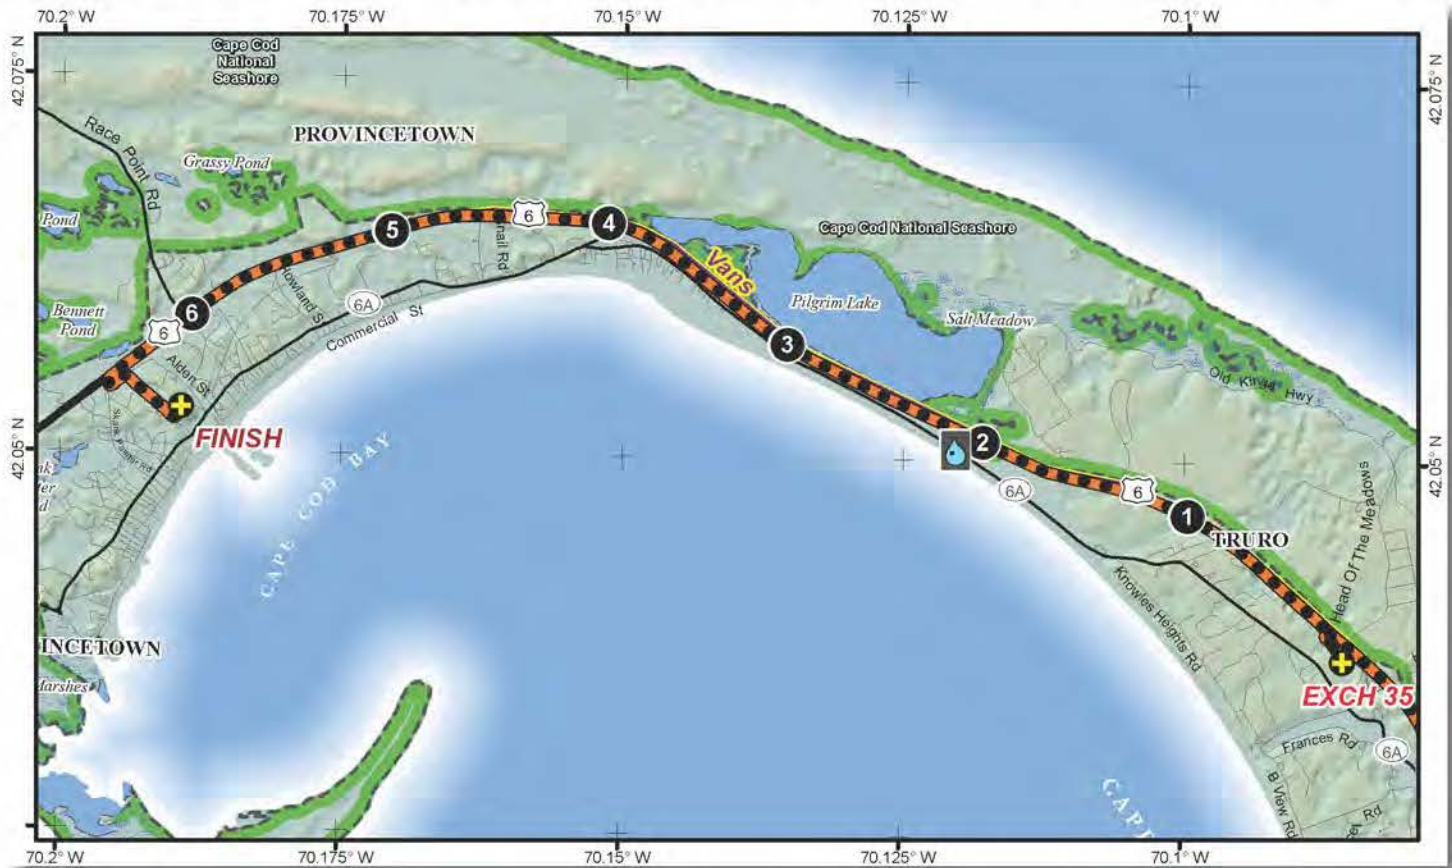 70.2° W
70.175° W
70.15° W
70.125° W
70.1° W
42.075° N
42.075° N
Cape Cod
National
Seashore
PROVINCETOWN
Race Point Rd
Grassy Pond
Pond
5
6
4
Cape Cod National Seashore
Vans
Pilgrim Lake
Salt Meadow
Howland S
6A
Commercial St
Bennett
Pond
6
6
3
Alden St
Old Kings Hwy
FINISH
42.05° N
42.05° N
2
6A
6
1
TRURO
Head Of The Meadows
CAPE COD BAY
Knowles Heights Rd
INCETOWN
Marshes
EXCH 35
Frances Rd
6A
B View Rd
Rd
CAPE
70.2° W
70.175° W
70.15° W
70.125° W
70.1° W